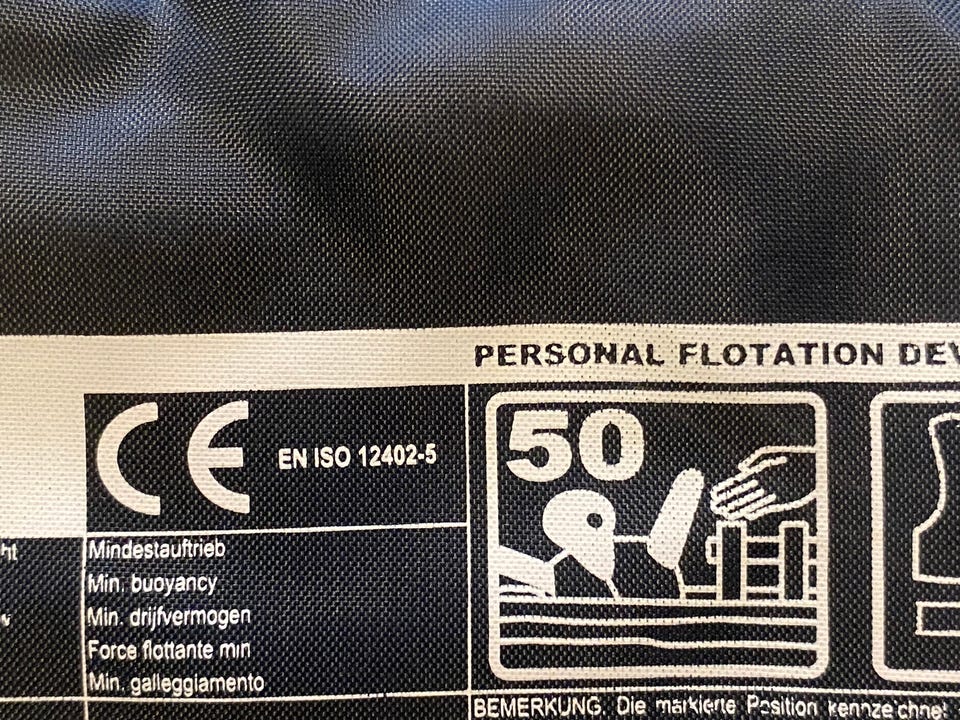 PERSONAL FLOTATION
CE EN ISO 12402-5
50
Mindestauftrieb
Min. buoyancy
Min. drijfvermogen
Force flottante min
Min. galleggiamento
BEMERKUNG. Die markierte Position kennzeichnet